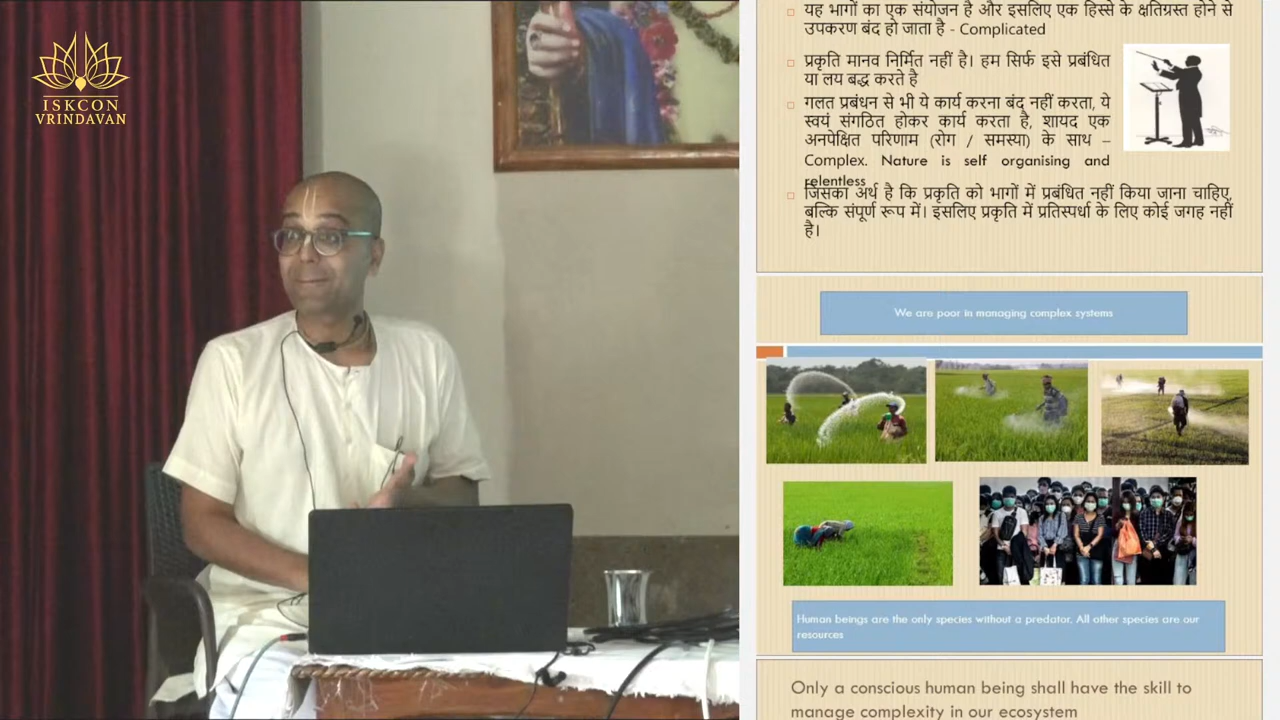 ISKCON
VRINDAVAN
यह भागों का एक संयोजन है और इसलिए एक हिस्से के क्षतिग्रस्त होने से
उपकरण बंद हो जाता है - Complicated
प्रकृति मानव निर्मित नहीं है। हम सिर्फ इसे प्रबंधित
या लय बद्ध करते है
गलत प्रबंधन से भी ये कार्य करना बंद नहीं करता, ये
स्वयं संगठित होकर कार्य करता है, शायद एक
अनपेक्षित परिणाम (रोग / समस्या) के साथ –
Complex. Nature is self organising and
relentless
जिसका अर्थ है कि प्रकृति को भागों में प्रबंधित नहीं किया जाना चाहिए,
बल्कि संपूर्ण रूप में। इसलिए प्रकृति में प्रतिस्पर्धा के लिए कोई जगह नहीं
है।
We are poor in managing complex systems
Human beings are the only species without a predator. All other species are our
resources
Only a conscious human being shall have the skill to
manage complexity in our ecosystem